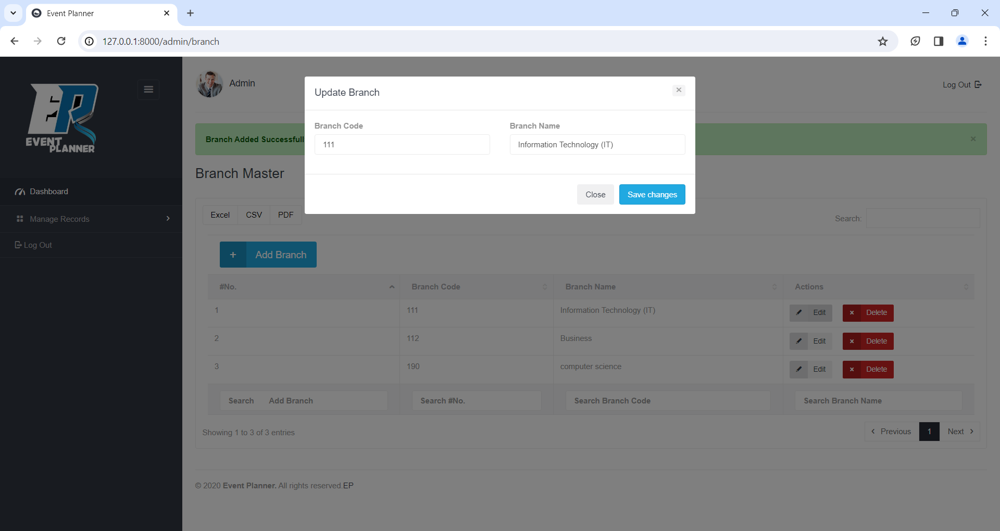 Event Planner
127.0.0.1:8000/admin/branch
EVENT
PLANNER
Admin
Log Out
Update Branch
Branch Code
Branch Name
111
Information Technology (IT)
Close
Save changes
Branch Added Successfull
Branch Master
Dashboard
Manage Records
Log Out
Excel
CSV
PDF
Search:
+ Add Branch
#No.
Branch Code
Branch Name
Actions
1
111
Information Technology (IT)
Edit
Delete
2
112
Business
Edit
Delete
3
190
computer science
Edit
Delete
Search Add Branch
Search #No.
Search Branch Code
Search Branch Name
Showing 1 to 3 of 3 entries
Previous
1
Next
© 2020 Event Planner. All rights reserved.EP